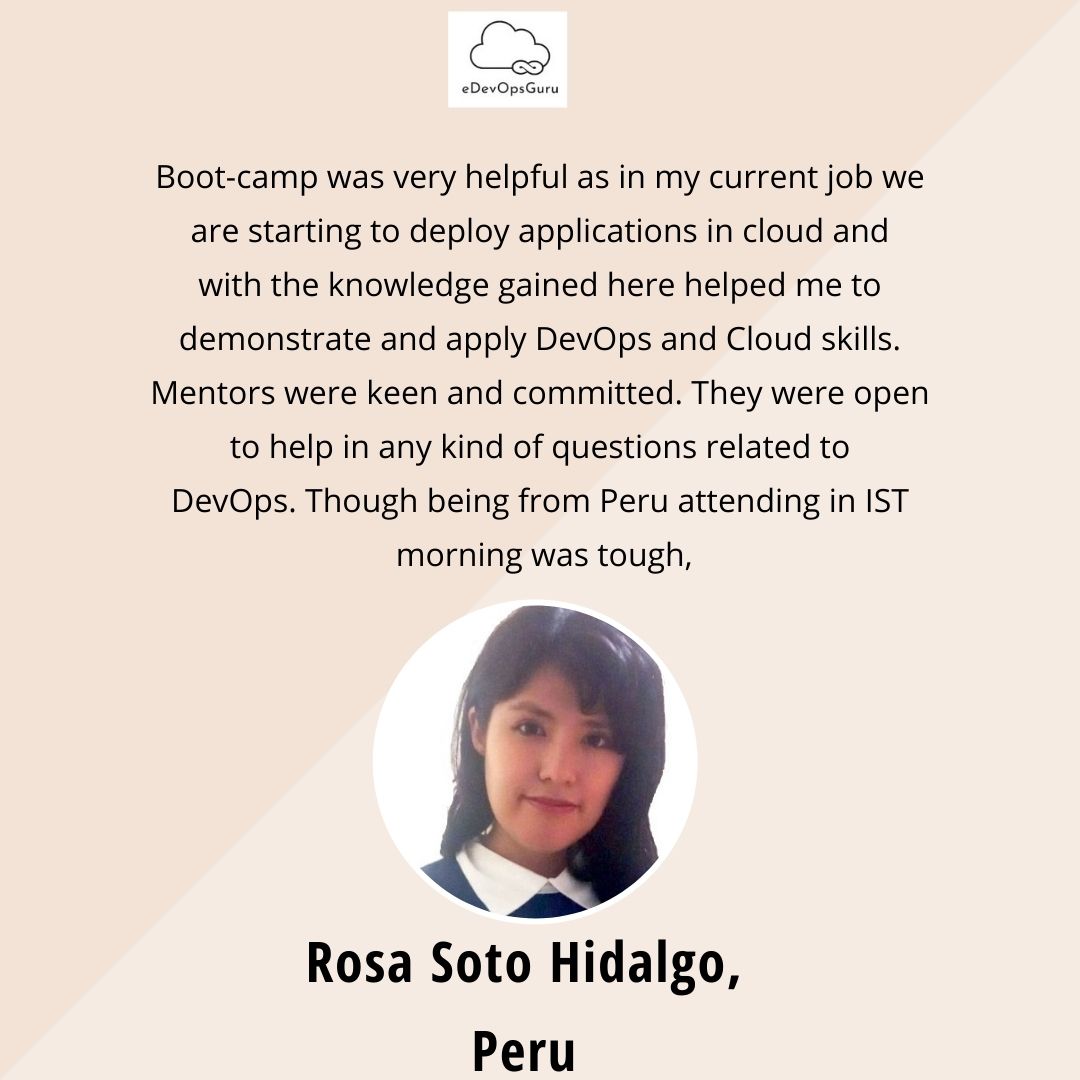 eDevOpsGuru
Boot-camp was very helpful as in my current job we
are starting to deploy applications in cloud and
with the knowledge gained here helped me to
demonstrate and apply DevOps and Cloud skills.
Mentors were keen and committed. They were open
to help in any kind of questions related to
DevOps. Though being from Peru attending in IST
morning was tough,
Rosa Soto Hidalgo,
Peru